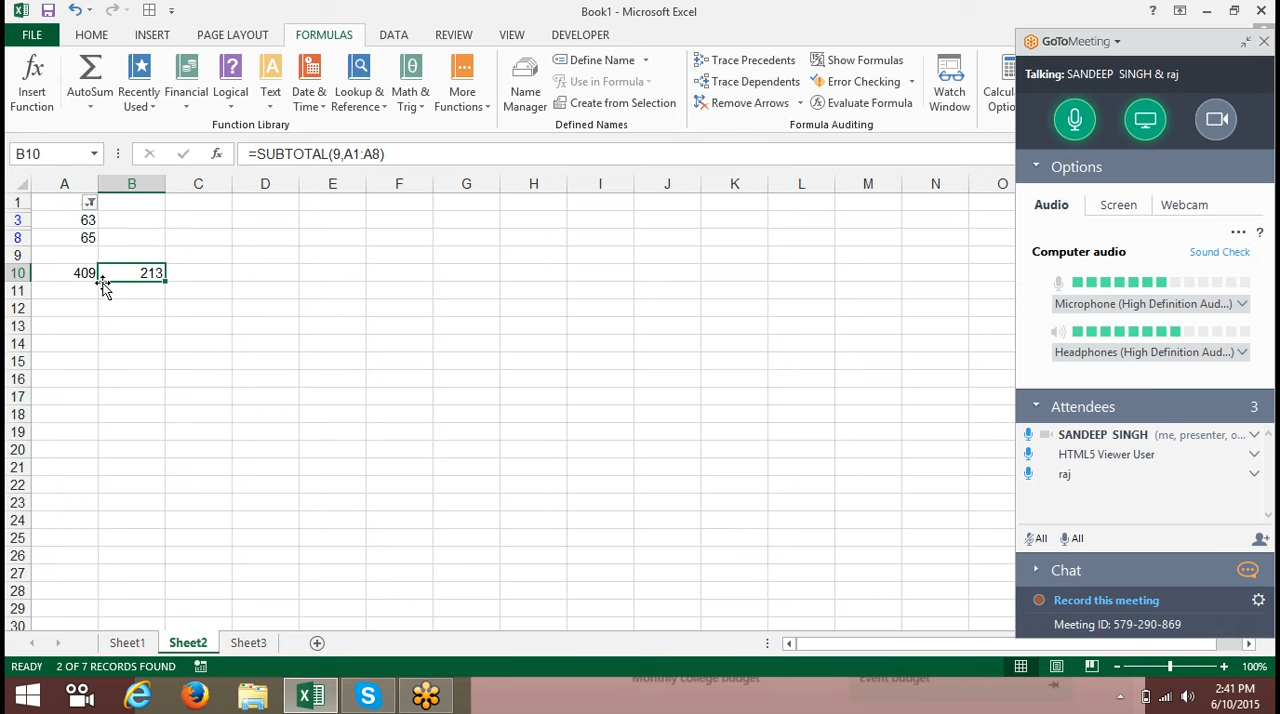 Book1 - Microsoft Excel
FILE HOME INSERT PAGE LAYOUT FORMULAS DATA REVIEW VIEW DEVELOPER
Insert Function
AutoSum
Recently Used
Financial
Logical
Text
Date & Time
Lookup & Reference
Math & Trig
More Functions
Function Library
Name Manager
Define Name
Use in Formula
Create from Selection
Defined Names
Trace Precedents
Trace Dependents
Remove Arrows
Show Formulas
Error Checking
Evaluate Formula
Formula Auditing
Watch Window
B10 fx =SUBTOTAL(9,A1:A8)
A B C D E F G H I J K L M N O
1
3 63
8 65
9
10 409 213
11
12
13
14
15
16
17
18
19
20
21
22
23
24
25
26
27
28
29
30
Sheet1 Sheet2 Sheet3
READY 2 OF 7 RECORDS FOUND 100%
GoToMeeting
Talking: SANDEEP SINGH & raj
Options
Audio Screen Webcam
... ?
Computer audio Sound Check
Microphone (High Definition Aud...)
Headphones (High Definition Aud...)
Attendees 3
SANDEEP SINGH (me, presenter, o...
HTML5 Viewer User
raj
All All
Chat
Record this meeting
Meeting ID: 579-290-869
Monthly college budget
Event budget
2:41 PM
6/10/2015